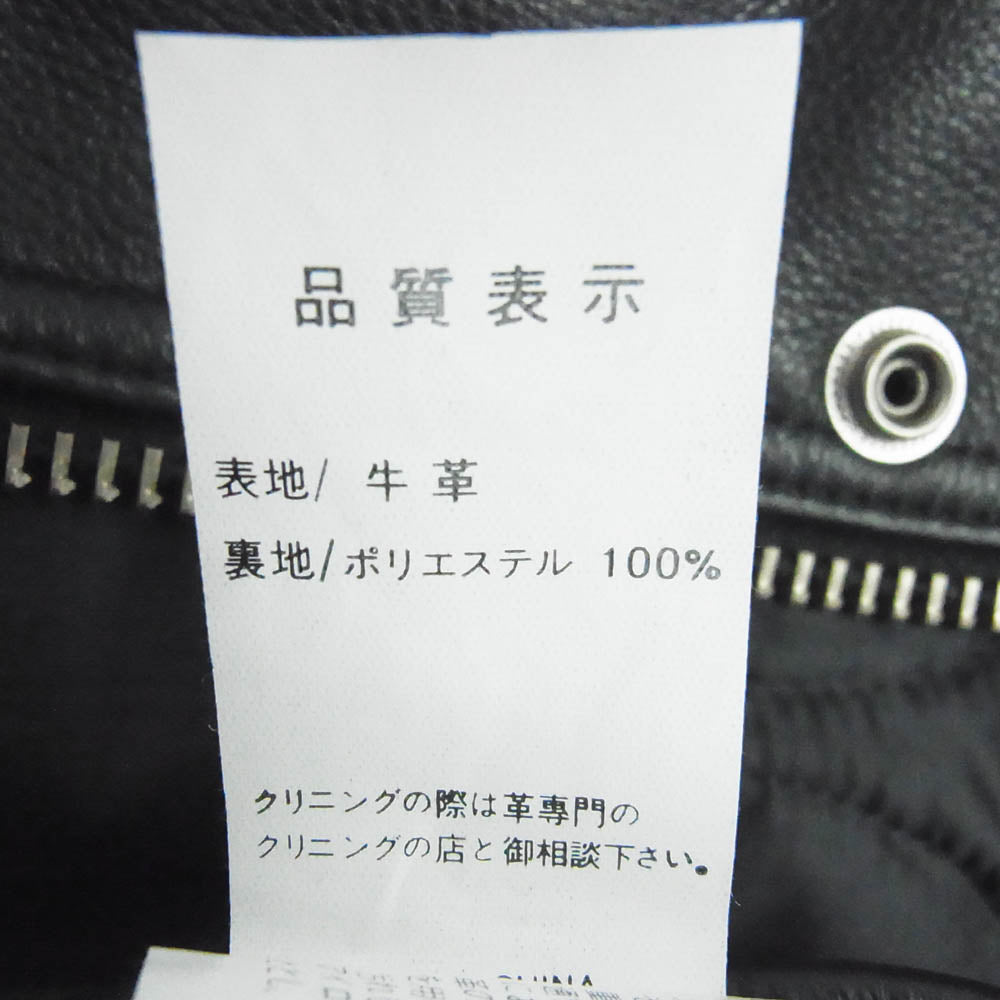 品質表示
表地/ 牛革
裏地/ポリエステル 100%
クリニングの際は革専門の
クリニングの店と御相談下さい。